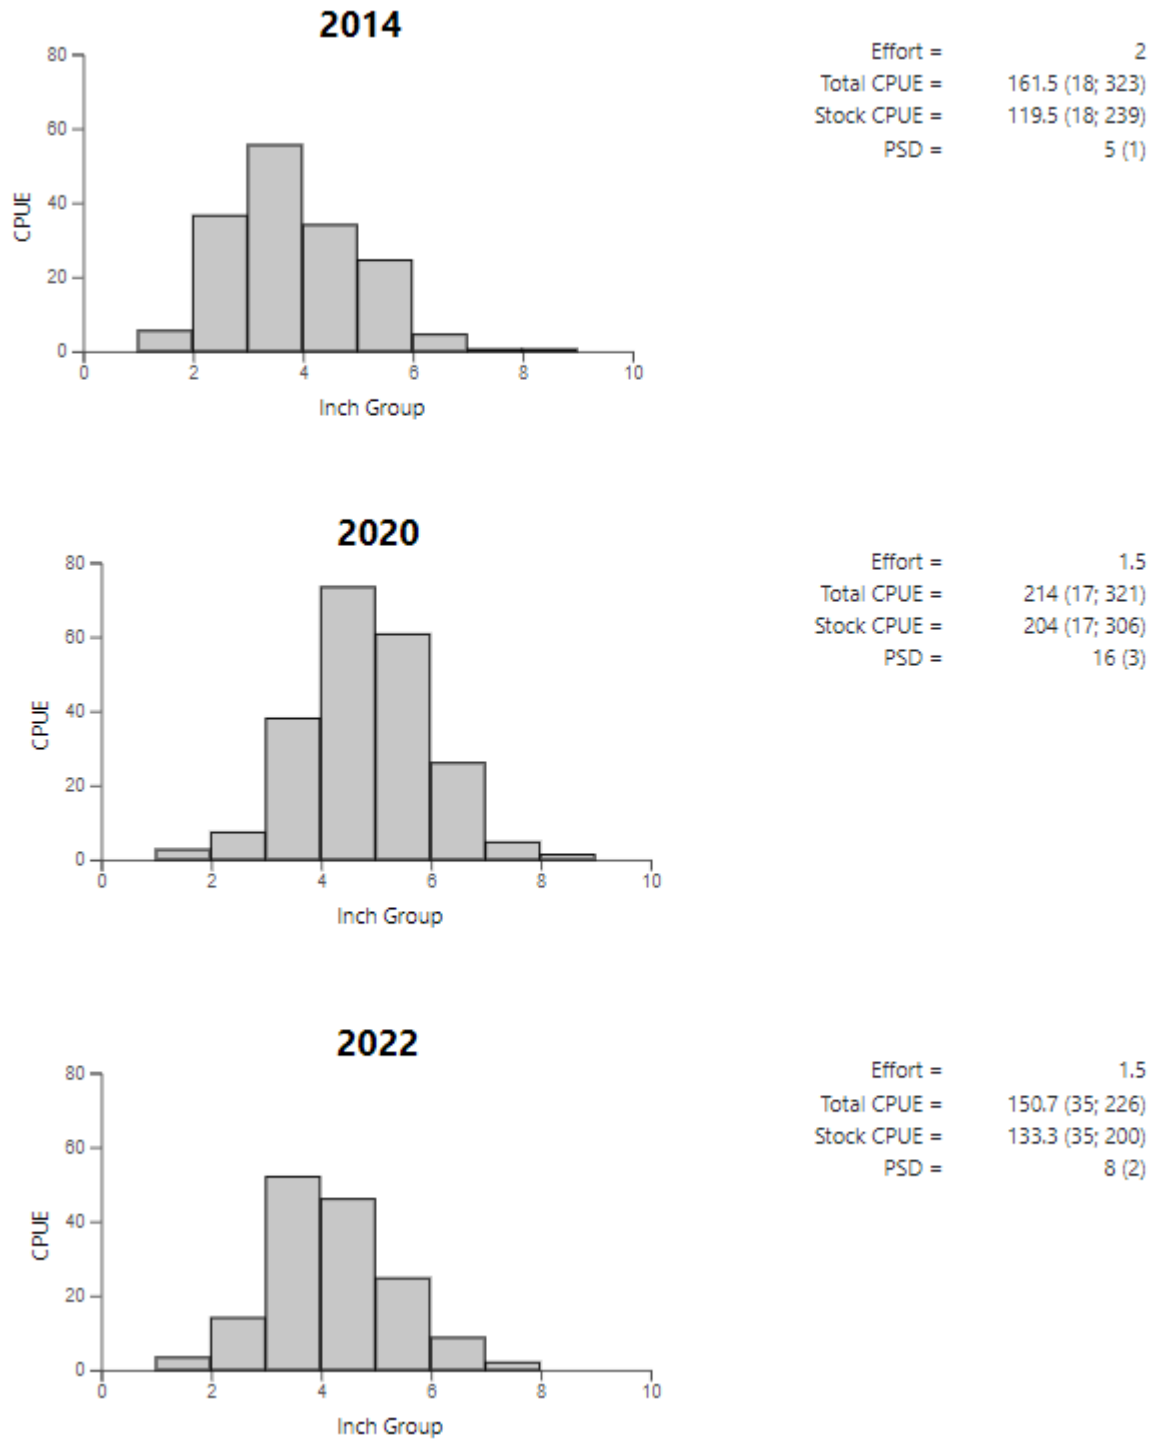 2014
Effort = 2
Total CPUE = 161.5 (18; 323)
Stock CPUE = 119.5 (18; 239)
PSD = 5 (1)
80
60
40
20
0
CPUE
0 2 4 6 8 10
Inch Group
2020
Effort = 1.5
Total CPUE = 214 (17; 321)
Stock CPUE = 204 (17; 306)
PSD = 16 (3)
80
60
40
20
0
CPUE
0 2 4 6 8 10
Inch Group
2022
Effort = 1.5
Total CPUE = 150.7 (35; 226)
Stock CPUE = 133.3 (35; 200)
PSD = 8 (2)
80
60
40
20
0
CPUE
0 2 4 6 8 10
Inch Group